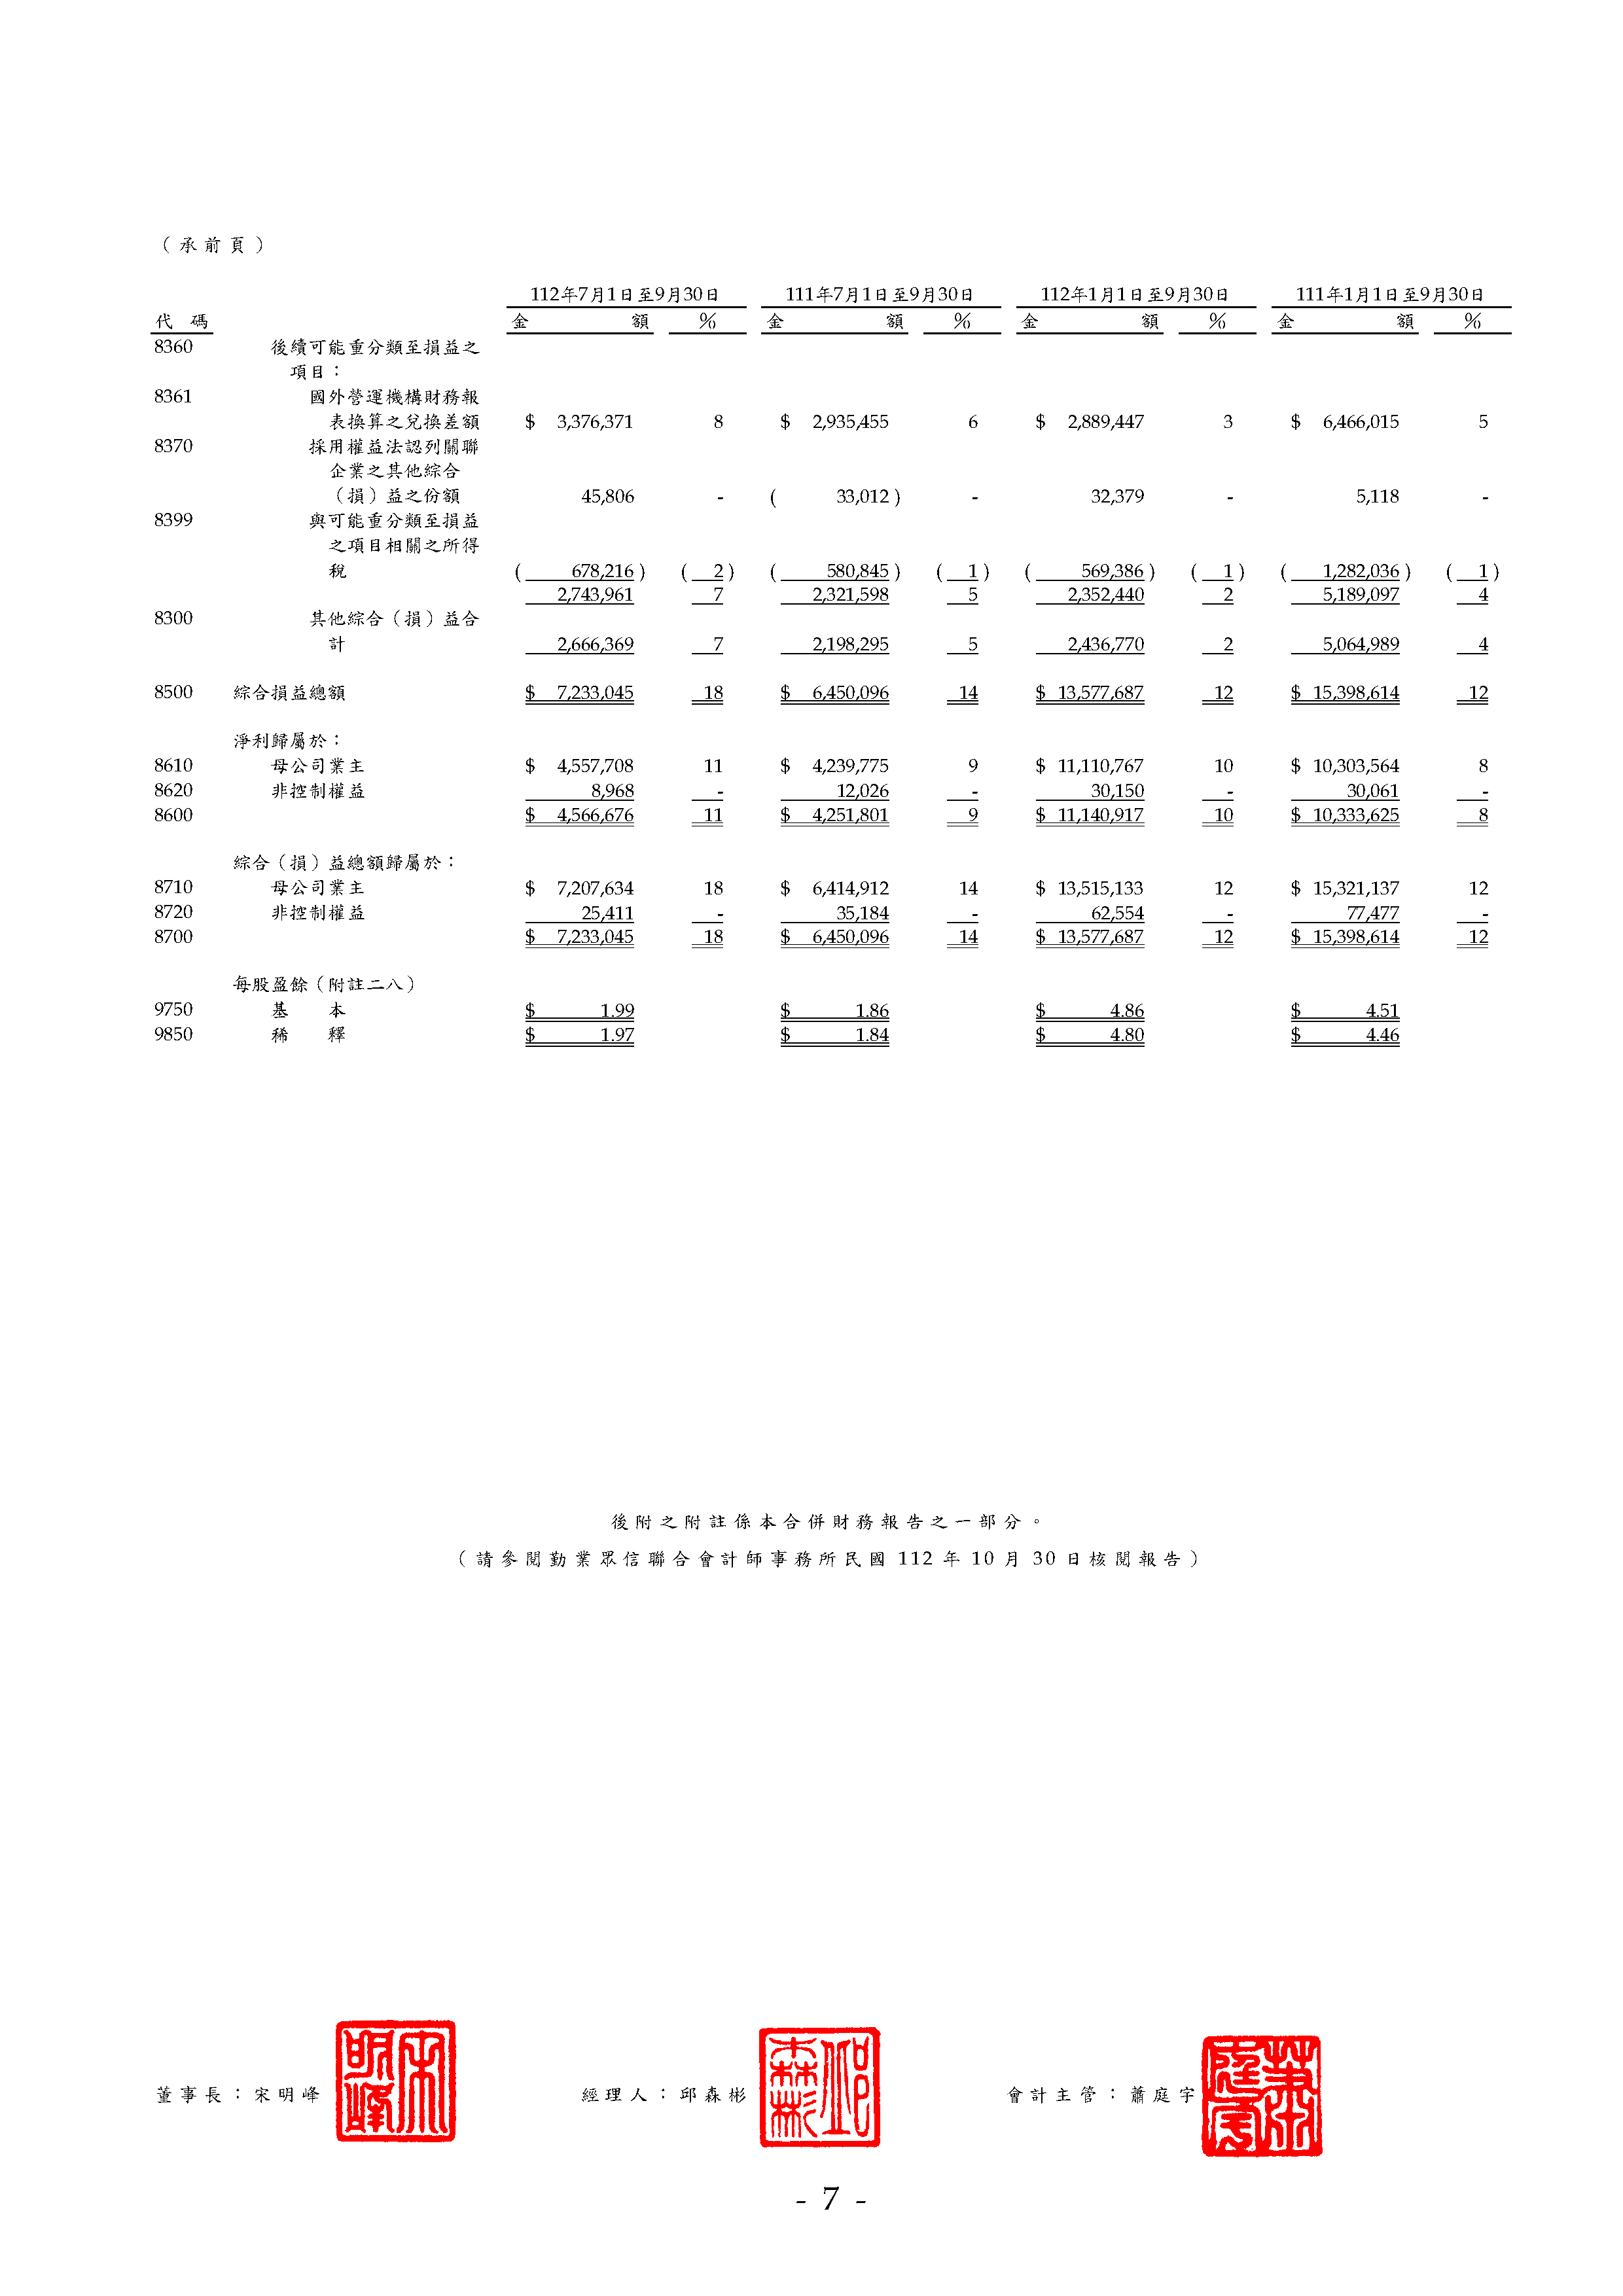 （承前頁）
112年7月1日至9月30日 111年7月1日至9月30日 112年1月1日至9月30日 111年1月1日至9月30日
代 碼 金 額 % 金 額 % 金 額 % 金 額 %
8360 後續可能重分類至損益之
項目：
8361 國外營運機構財務報
表換算之兌換差額 $ 3,376,371 8 $ 2,935,455 6 $ 2,889,447 3 $ 6,466,015 5
8370 採用權益法認列關聯
企業之其他綜合
（損）益之份額 45,806 - ( 33,012 ) - 32,379 - 5,118 -
8399 與可能重分類至損益
之項目相關之所得
稅 ( 678,216 ) ( 2 ) ( 580,845 ) ( 1 ) ( 569,386 ) ( 1 ) ( 1,282,036 ) ( 1 )
2,743,961 7 2,321,598 5 2,352,440 2 5,189,097 4
8300 其他綜合（損）益合
計 2,666,369 7 2,198,295 5 2,436,770 2 5,064,989 4
8500 綜合損益總額 $ 7,233,045 18 $ 6,450,096 14 $ 13,577,687 12 $ 15,398,614 12
淨利歸屬於：
8610 母公司業主 $ 4,557,708 11 $ 4,239,775 9 $ 11,110,767 10 $ 10,303,564 8
8620 非控制權益 8,968 - 12,026 - 30,150 - 30,061 -
8600 $ 4,566,676 11 $ 4,251,801 9 $ 11,140,917 10 $ 10,333,625 8
綜合（損）益總額歸屬於：
8710 母公司業主 $ 7,207,634 18 $ 6,414,912 14 $ 13,515,133 12 $ 15,321,137 12
8720 非控制權益 25,411 - 35,184 - 62,554 - 77,477 -
8700 $ 7,233,045 18 $ 6,450,096 14 $ 13,577,687 12 $ 15,398,614 12
每股盈餘（附註二八）
9750 基 本 $ 1.99 $ 1.86 $ 4.86 $ 4.51
9850 稀 釋 $ 1.97 $ 1.84 $ 4.80 $ 4.46
後附之附註係本合併財務報告之一部分。
（請參閱勤業眾信聯合會計師事務所民國 112 年 10 月 30 日核閱報告）
董事長：宋明峰 宋明峰 經理人：邱森彬 邱森彬 會計主管：蕭庭宇 蕭庭宇
- 7 -